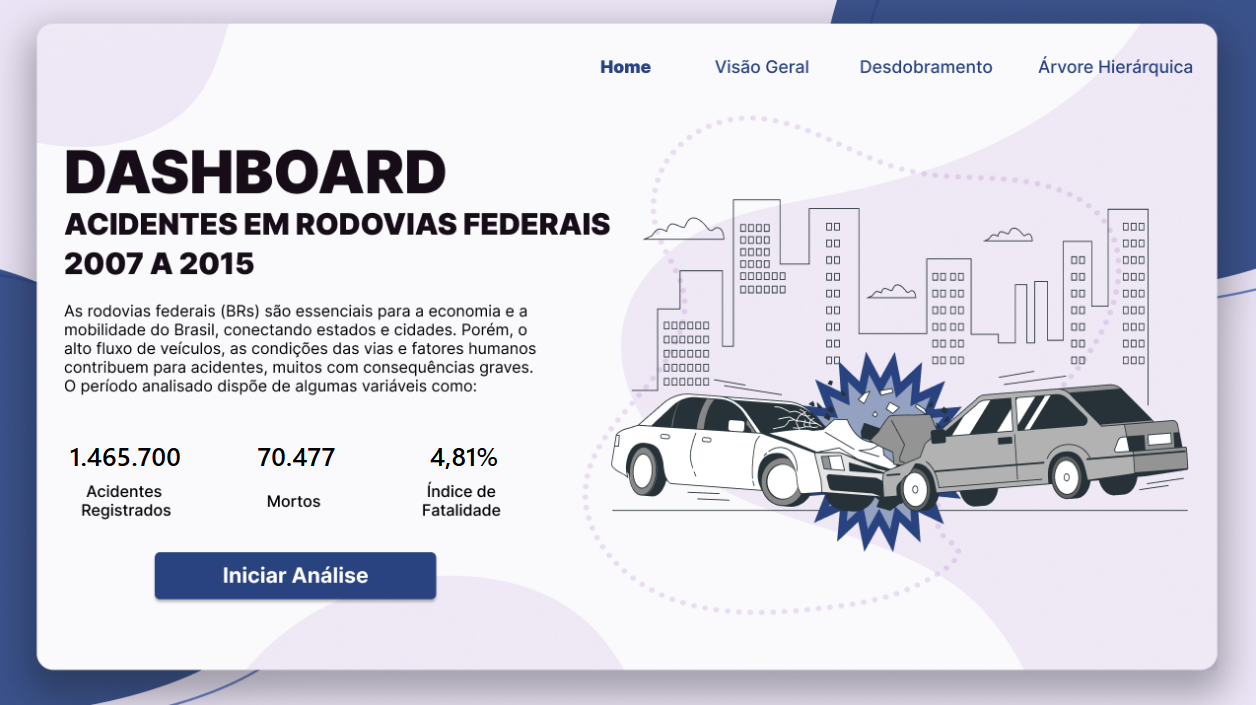 Home
Visão Geral
Desdobramento
Árvore Hierárquica
DASHBOARD
ACIDENTES EM RODOVIAS FEDERAIS
2007 A 2015
As rodovias federais (BRs) são essenciais para a economia e a
mobilidade do Brasil, conectando estados e cidades. Porém, o
alto fluxo de veículos, as condições das vias e fatores humanos
contribuem para acidentes, muitos com consequências graves.
O período analisado dispõe de algumas variáveis como:
1.465.700
Acidentes
Registrados
70.477
Mortos
4,81%
Índice de
Fatalidade
Iniciar Análise